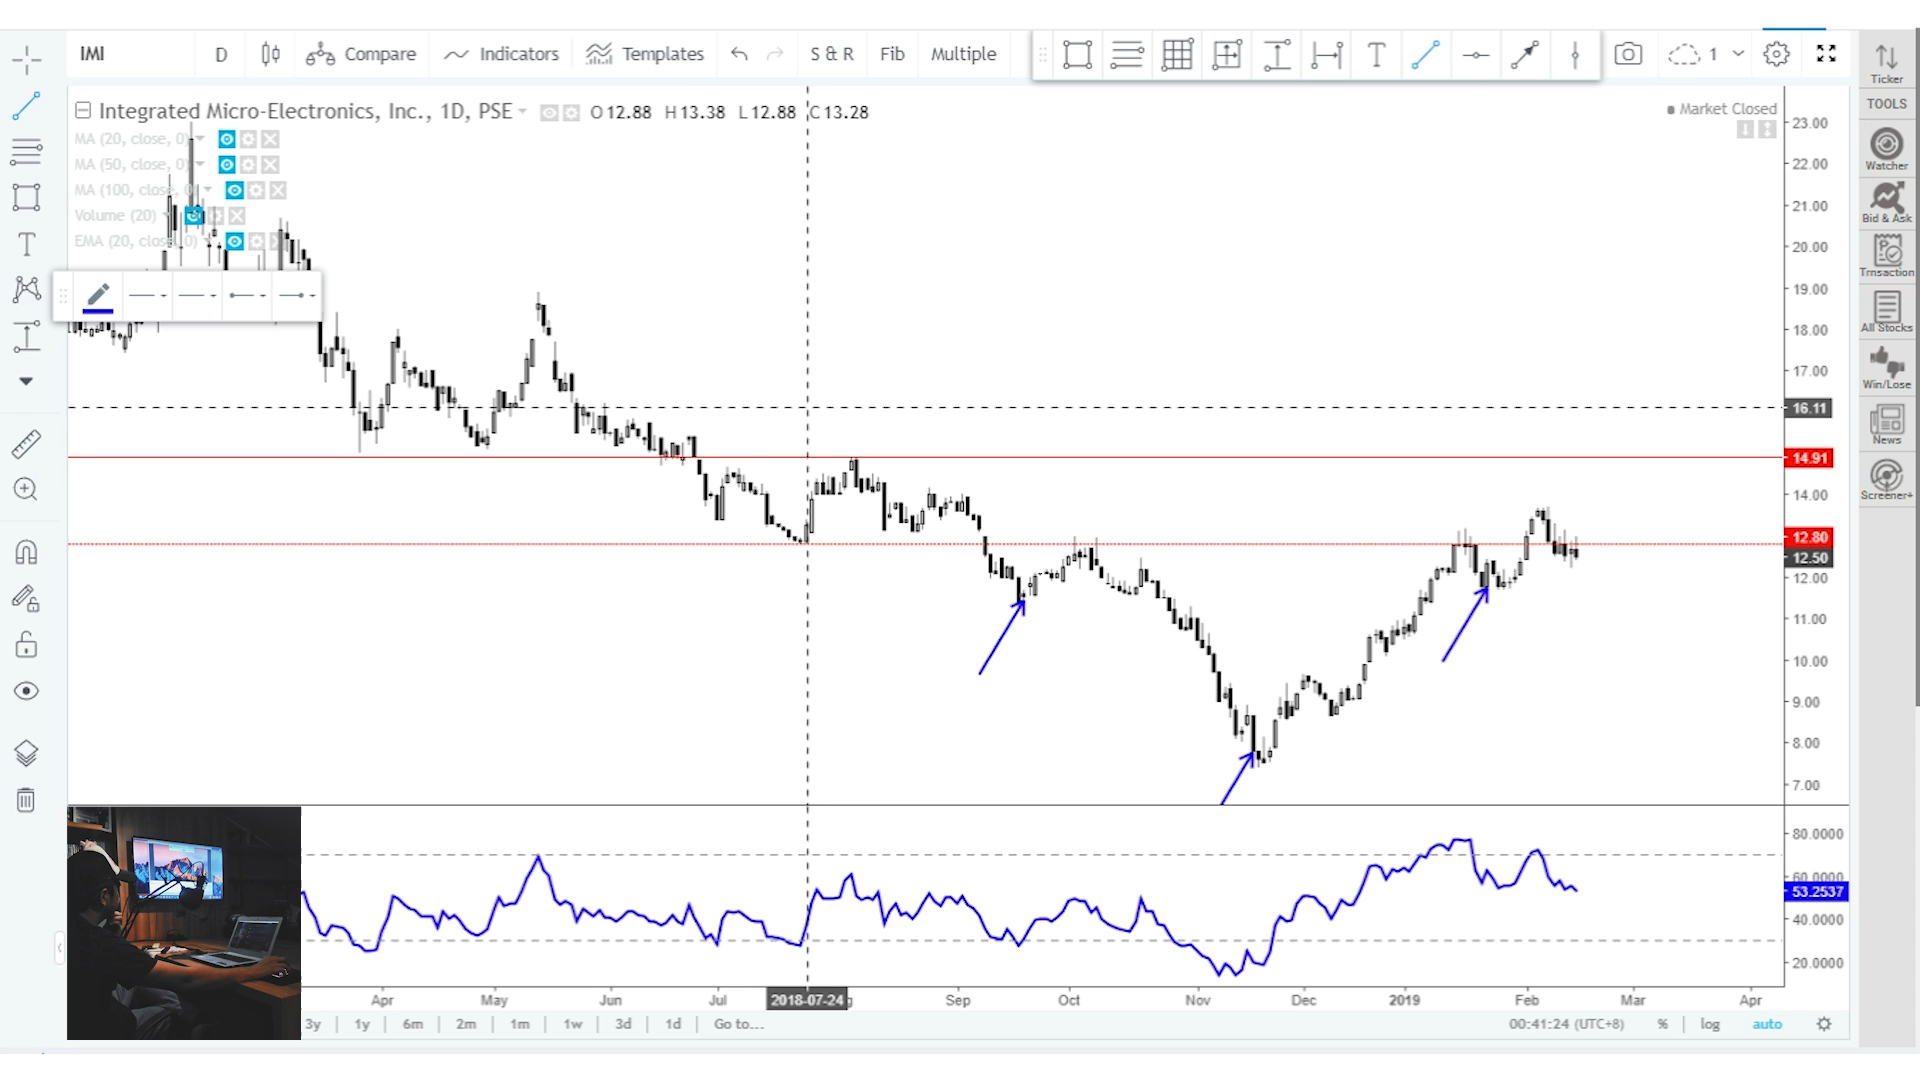 IMI D Compare Indicators Templates S & R Fib Multiple T 1
Ticker
TOOLS
Integrated Micro-Electronics, Inc., 1D, PSE O12.88 H13.38 L12.88 C13.28
Market Closed
MA (20, close, 0)
MA (50, close, 0)
MA (100, close, 0)
Volume (20)
EMA (20, close, 0)
23.00
22.00
21.00
20.00
19.00
18.00
17.00
16.11
14.91
14.00
12.80
12.50
12.00
11.00
10.00
9.00
8.00
7.00
Watcher
Bid & Ask
Trnsaction
All Stocks
Win/Lose
News
Screener+
80.0000
60.0000
53.2537
40.0000
20.0000
Apr May Jun Jul 2018-07-24 Sep Oct Nov Dec 2019 Feb Mar Apr
3y 1y 6m 2m 1m 1w 3d 1d Go to... 00:41:24 (UTC+8) % log auto